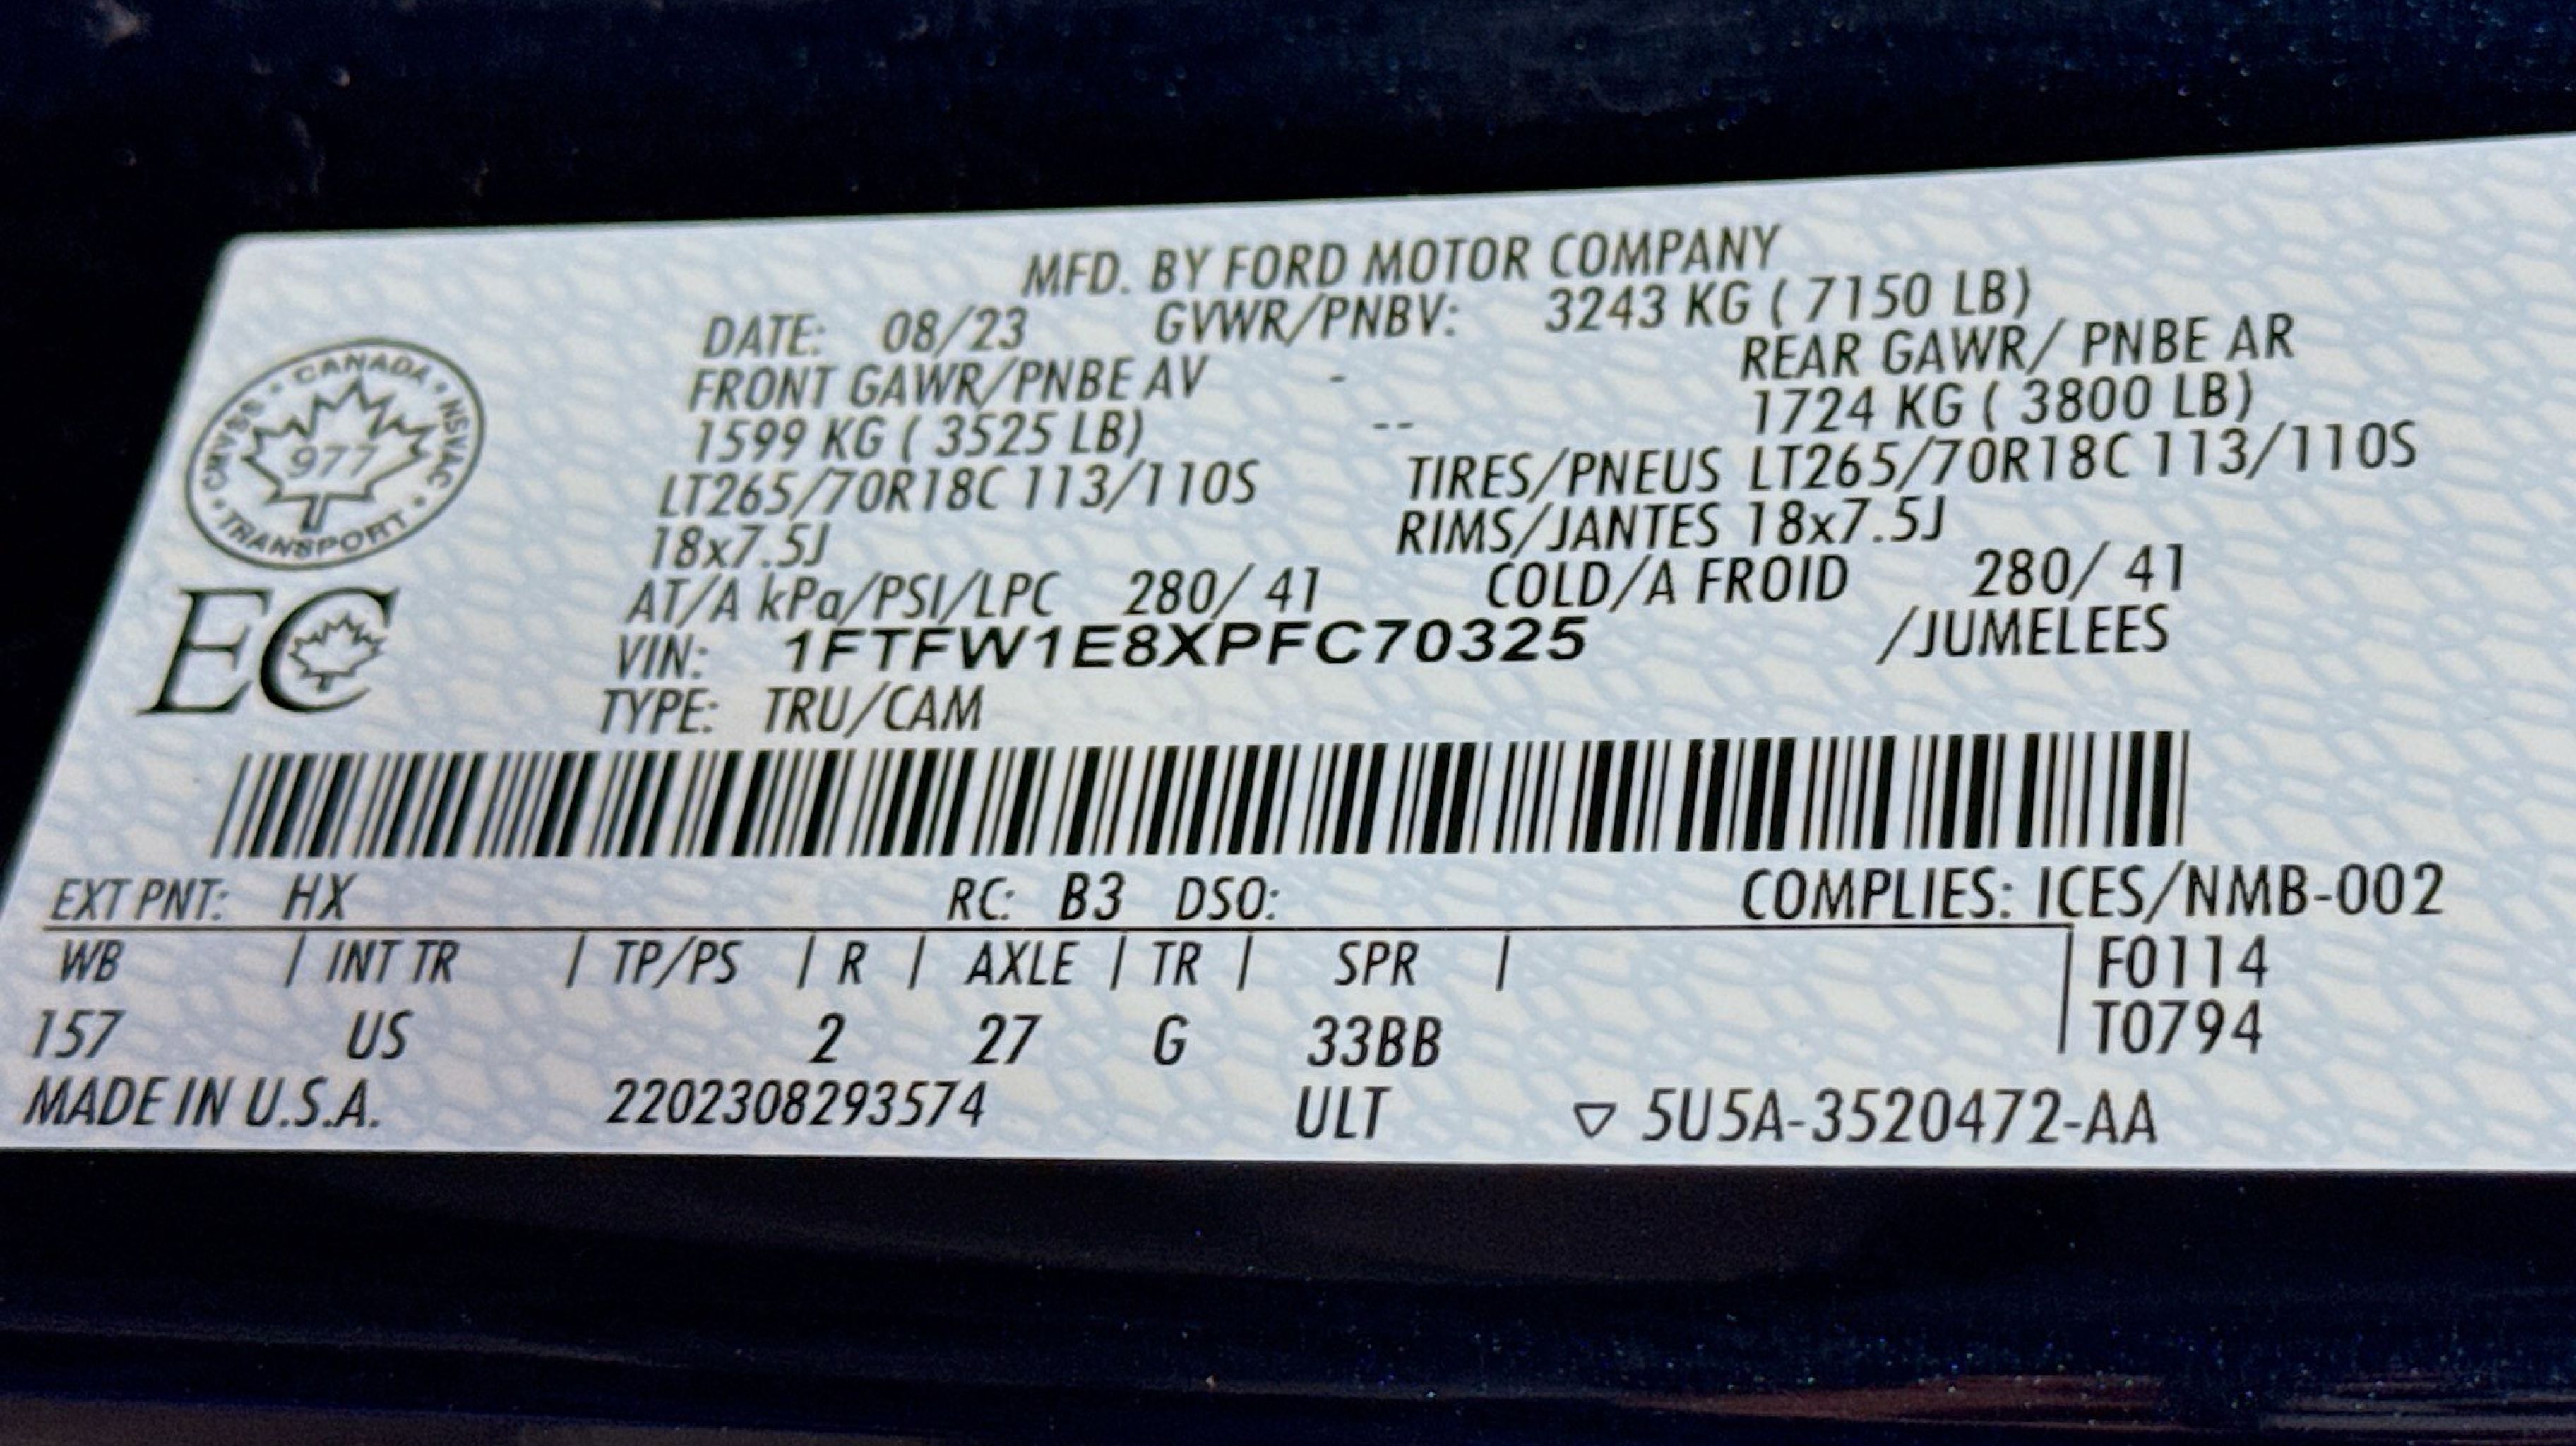 MFD. BY FORD MOTOR COMPANY
DATE: 08/23 GVWR/PNBV: 3243 KG ( 7150 LB)
FRONT GAWR/PNBE AV - REAR GAWR/ PNBE AR
1599 KG ( 3525 LB) -- 1724 KG ( 3800 LB)
LT265/70R18C 113/110S TIRES/PNEUS LT265/70R18C 113/110S
18x7.5J RIMS/JANTES 18x7.5J
AT/A kPa/PSI/LPC 280/ 41 COLD/A FROID 280/ 41
VIN: 1FTFW1E8XPFC70325 /JUMELEES
TYPE: TRU/CAM
CANADA
CMVSS • NSVAC
977
TRANSPORT
EC
EXT PNT: HX RC: B3 DSO: COMPLIES: ICES/NMB-002
WB | INT TR | TP/PS | R | AXLE | TR | SPR | F0114
157 US 2 27 G 33BB T0794
MADE IN U.S.A. 2202308293574 ULT ▽ 5U5A-3520472-AA